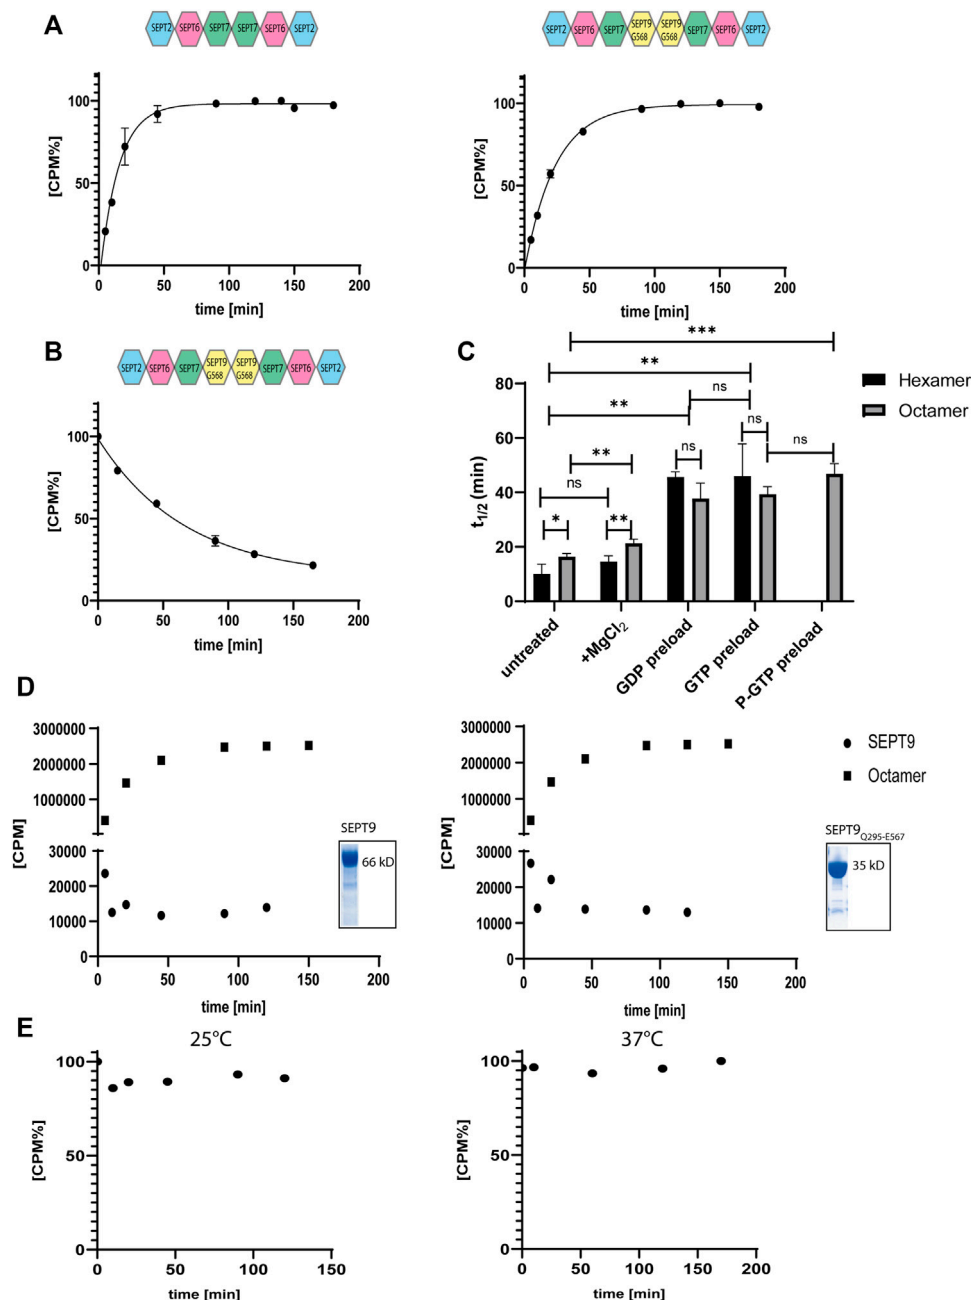 A
SEPT2 SEPT6 SEPT7 SEPT7 SEPT6 SEPT2
SEPT2 SEPT6 SEPT7 SEPT9 G568 SEPT9 G568 SEPT7 SEPT6 SEPT2
[CPM%]
100
50
0
0 50 100 150 200
time [min]
[CPM%]
100
50
0
0 50 100 150 200
time [min]
B
SEPT2 SEPT6 SEPT7 SEPT9 G568 SEPT9 G568 SEPT7 SEPT6 SEPT2
[CPM%]
100
50
0
0 50 100 150 200
time [min]
C
***
**
** ns
** ns ns
ns ns
* **
t1/2 (min)
80
60
40
20
0
untreated
+MgCl2
GDP preload
GTP preload
P-GTP preload
Hexamer
Octamer
D
[CPM]
3000000
2000000
1000000
30000
20000
10000
0
0 50 100 150 200
time [min]
SEPT9
66 kD
[CPM]
3000000
2000000
1000000
30000
20000
10000
0
0 50 100 150 200
time [min]
SEPT9
Octamer
SEPT9Q295-E567
35 kD
E
25°C
[CPM%]
100
50
0
0 50 100 150
time [min]
37°C
[CPM%]
100
50
0
0 50 100 150 200
time [min]